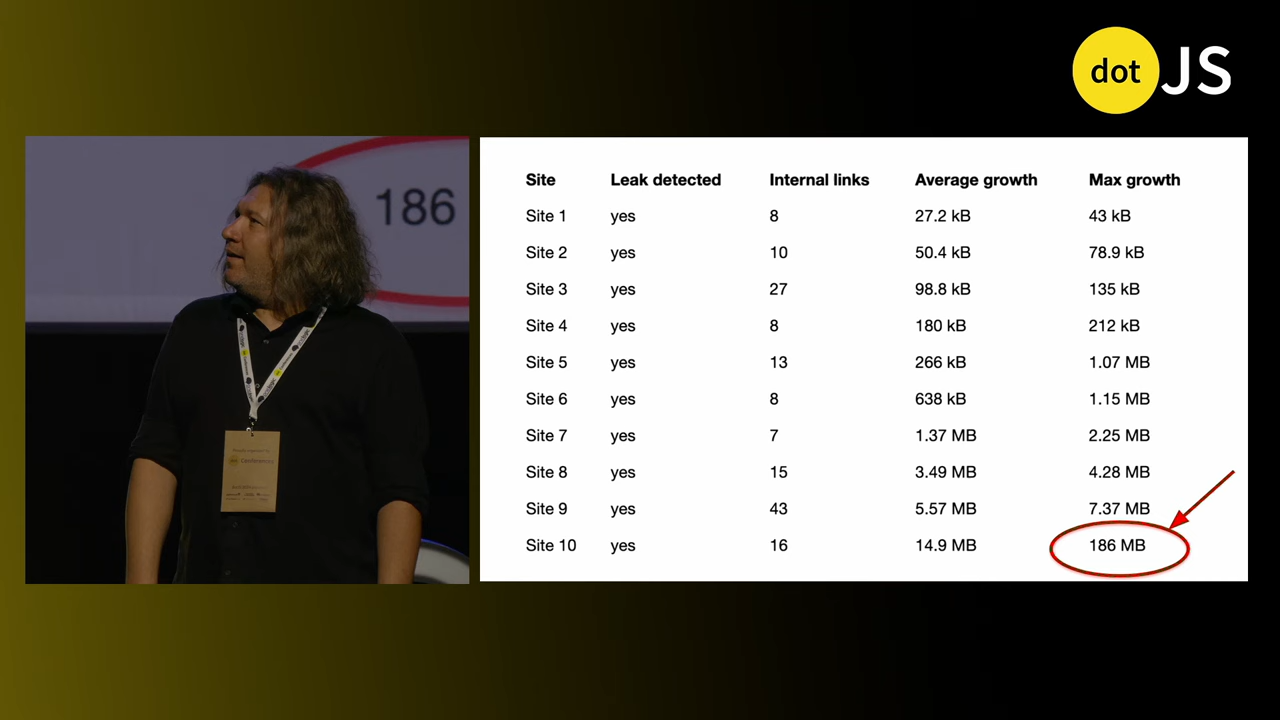 dot JS
186
Conferences
Site Leak detected Internal links Average growth Max growth
Site 1 yes 8 27.2 kB 43 kB
Site 2 yes 10 50.4 kB 78.9 kB
Site 3 yes 27 98.8 kB 135 kB
Site 4 yes 8 180 kB 212 kB
Site 5 yes 13 266 kB 1.07 MB
Site 6 yes 8 638 kB 1.15 MB
Site 7 yes 7 1.37 MB 2.25 MB
Site 8 yes 15 3.49 MB 4.28 MB
Site 9 yes 43 5.57 MB 7.37 MB
Site 10 yes 16 14.9 MB 186 MB